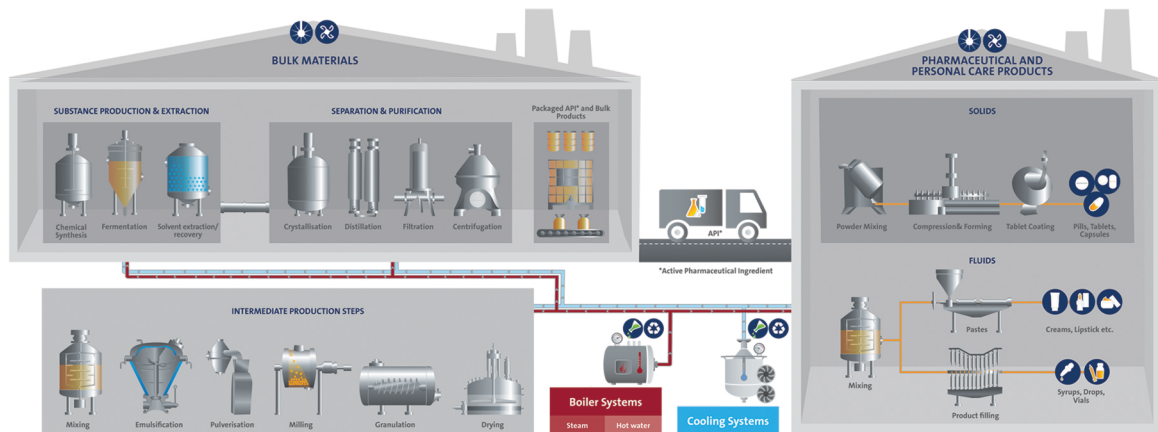 BULK MATERIALS
SUBSTANCE PRODUCTION & EXTRACTION
Chemical
Synthesis
Fermentation
Solvent extraction/
recovery
SEPARATION & PURIFICATION
Crystallisation
Distillation
Filtration
Centrifugation
Packaged API* and Bulk
Products
API*
*Active Pharmaceutical Ingredient
INTERMEDIATE PRODUCTION STEPS
Mixing
Emulsification
Pulverisation
Milling
Granulation
Drying
Boiler Systems
Steam
Hot water
Cooling Systems
PHARMACEUTICAL AND
PERSONAL CARE PRODUCTS
SOLIDS
Powder Mixing
Compression& Forming
Tablet Coating
Pills, Tablets,
Capsules
FLUIDS
Mixing
Pastes
Creams, Lipstick etc.
Product filling
Syrups, Drops,
Vials